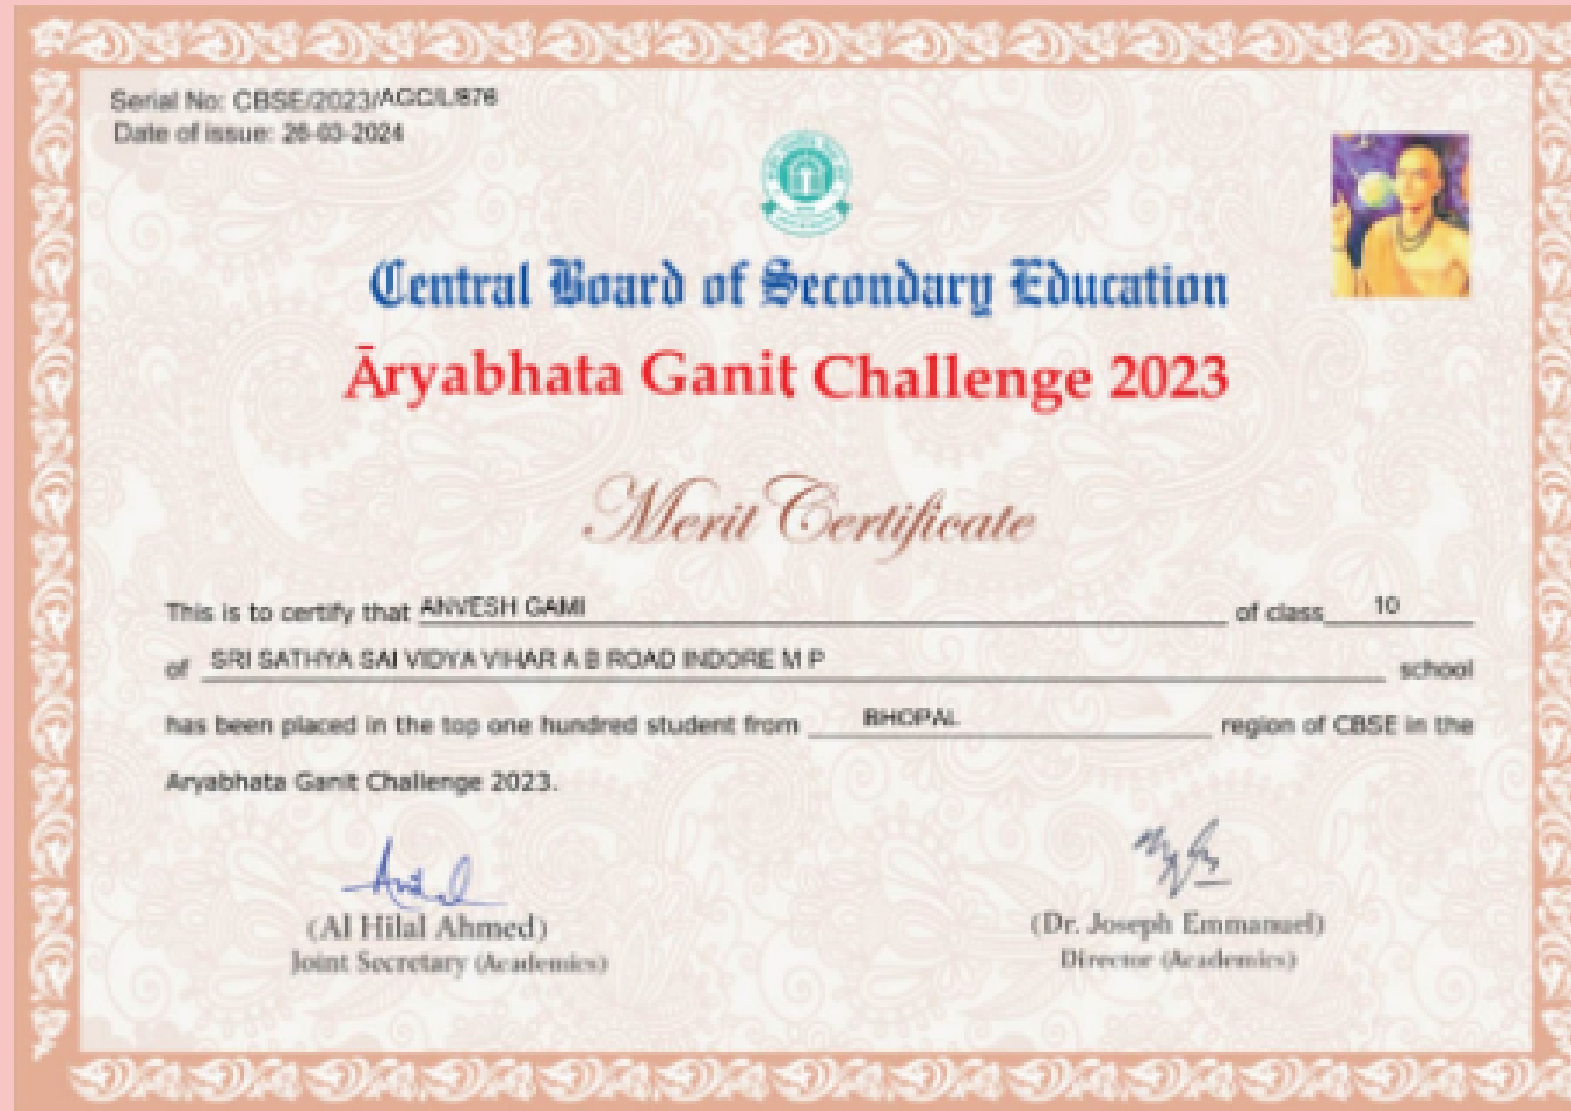 Serial No: CBSE/2023/AGC/L/876
Date of issue: 26-03-2024
Central Board of Secondary Education
Āryabhata Ganit Challenge 2023
Merit Certificate
This is to certify that ANVESH GAMI of class 10
of SRI SATHYA SAI VIDYA VIHAR A B ROAD INDORE M P school
has been placed in the top one hundred student from BHOPAL region of CBSE in the
Aryabhata Ganit Challenge 2023.
(Al Hilal Ahmed) (Dr. Joseph Emmanuel)
Joint Secretary (Academics) Director (Academics)